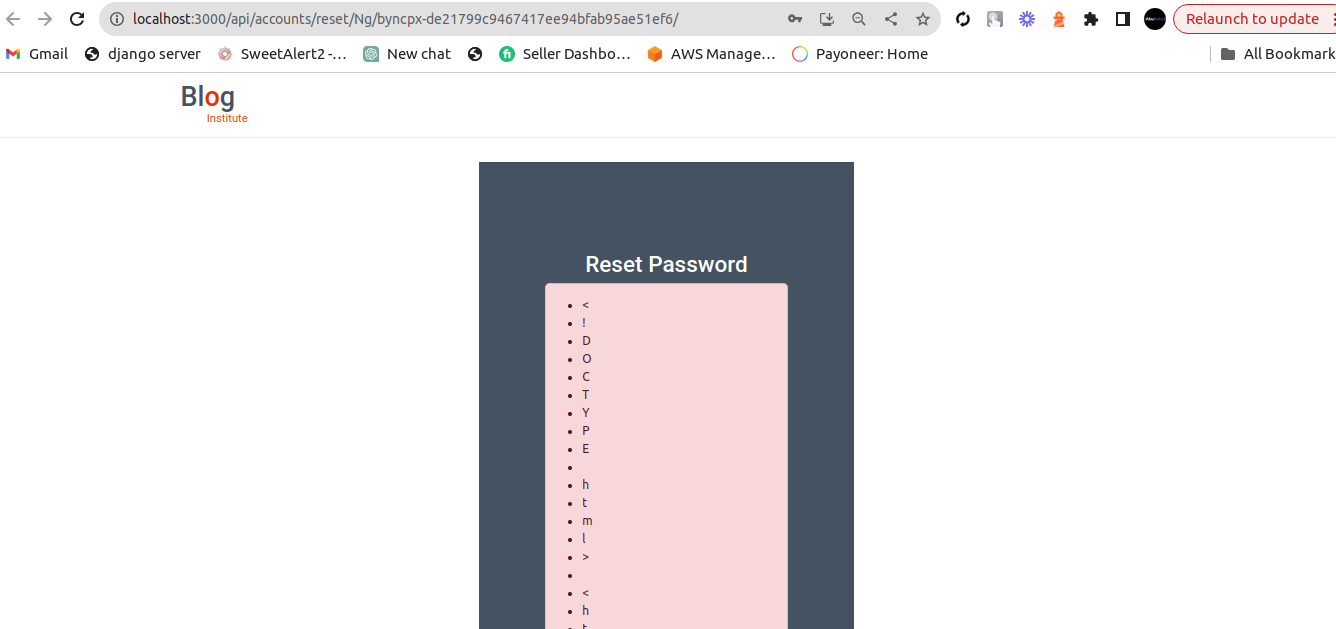 localhost:3000/api/accounts/reset/Ng/byncpx-de21799c9467417ee94bfab95ae51ef6/
Relaunch to update
Gmail django server SweetAlert2 -... New chat Seller Dashbo... AWS Manage... Payoneer: Home All Bookmark
Blog
Institute
Reset Password
<
!
D
O
C
T
Y
P
E
h
t
m
l
>
<
h
t